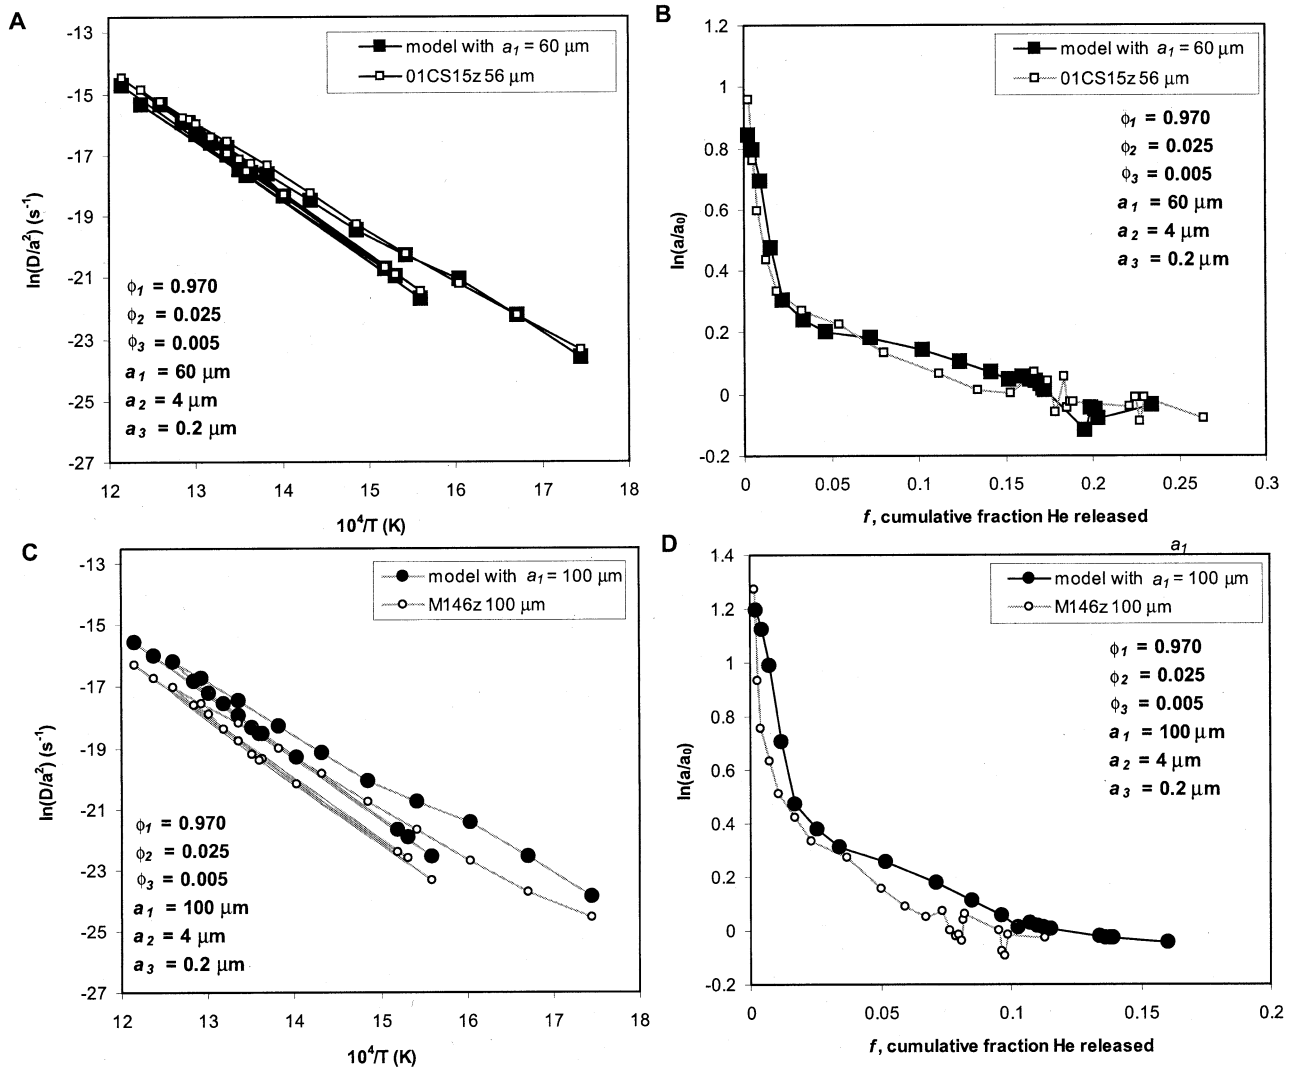 A
-13
-15
-17
-19
-21
-23
-25
-27
ln(D/a²) (s⁻¹)
model with a₁ = 60 µm
01CS15z 56 µm
ϕ₁ = 0.970
ϕ₂ = 0.025
ϕ₃ = 0.005
a₁ = 60 µm
a₂ = 4 µm
a₃ = 0.2 µm
12 13 14 15 16 17 18
10⁴/T (K)
B
1.2
1
0.8
0.6
0.4
0.2
0
-0.2
ln(a/a₀)
model with a₁ = 60 µm
01CS15z 56 µm
ϕ₁ = 0.970
ϕ₂ = 0.025
ϕ₃ = 0.005
a₁ = 60 µm
a₂ = 4 µm
a₃ = 0.2 µm
0 0.05 0.1 0.15 0.2 0.25 0.3
f, cumulative fraction He released
C
-13
-15
-17
-19
-21
-23
-25
-27
ln(D/a²) (s⁻¹)
model with a₁ = 100 µm
M146z 100 µm
ϕ₁ = 0.970
ϕ₂ = 0.025
ϕ₃ = 0.005
a₁ = 100 µm
a₂ = 4 µm
a₃ = 0.2 µm
12 13 14 15 16 17 18
10⁴/T (K)
D
a₁
1.4
1.2
1
0.8
0.6
0.4
0.2
0
-0.2
ln(a/a₀)
model with a₁ = 100 µm
M146z 100 µm
ϕ₁ = 0.970
ϕ₂ = 0.025
ϕ₃ = 0.005
a₁ = 100 µm
a₂ = 4 µm
a₃ = 0.2 µm
0 0.05 0.1 0.15 0.2
f, cumulative fraction He released